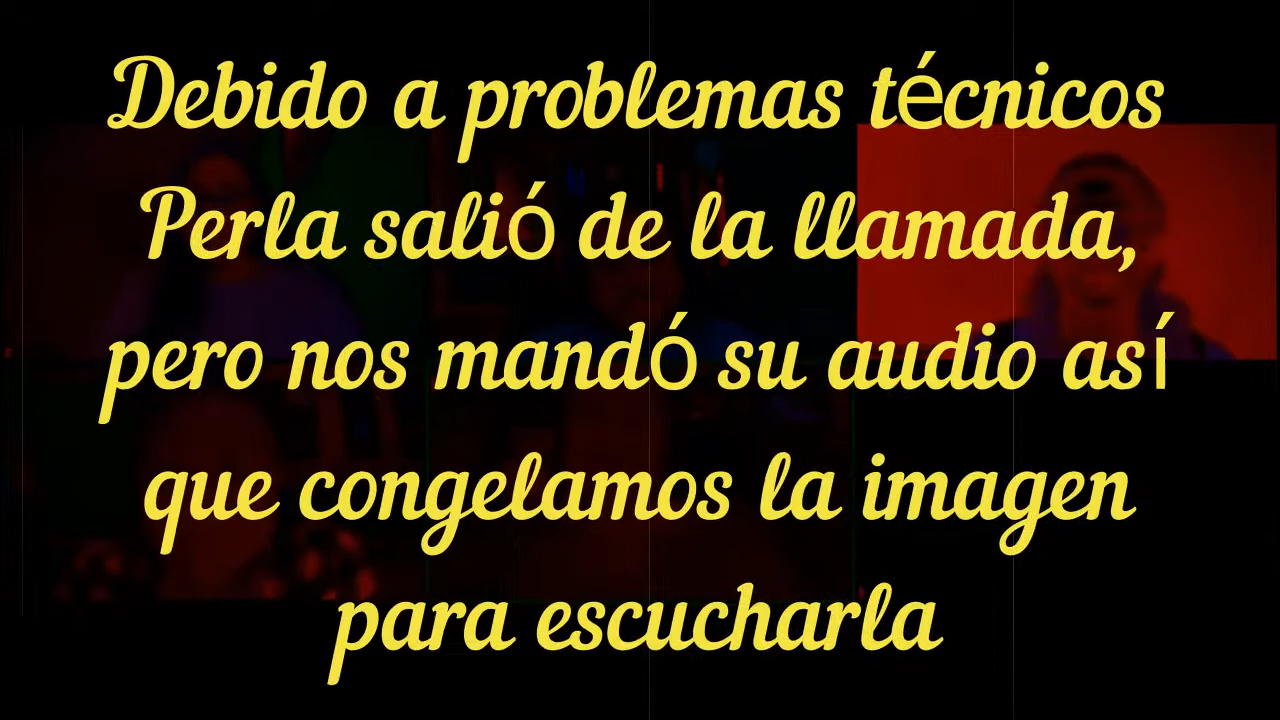 Debido a problemas técnicos
Perla salió de la llamada,
pero nos mandó su audio así
que congelamos la imagen
para escucharla